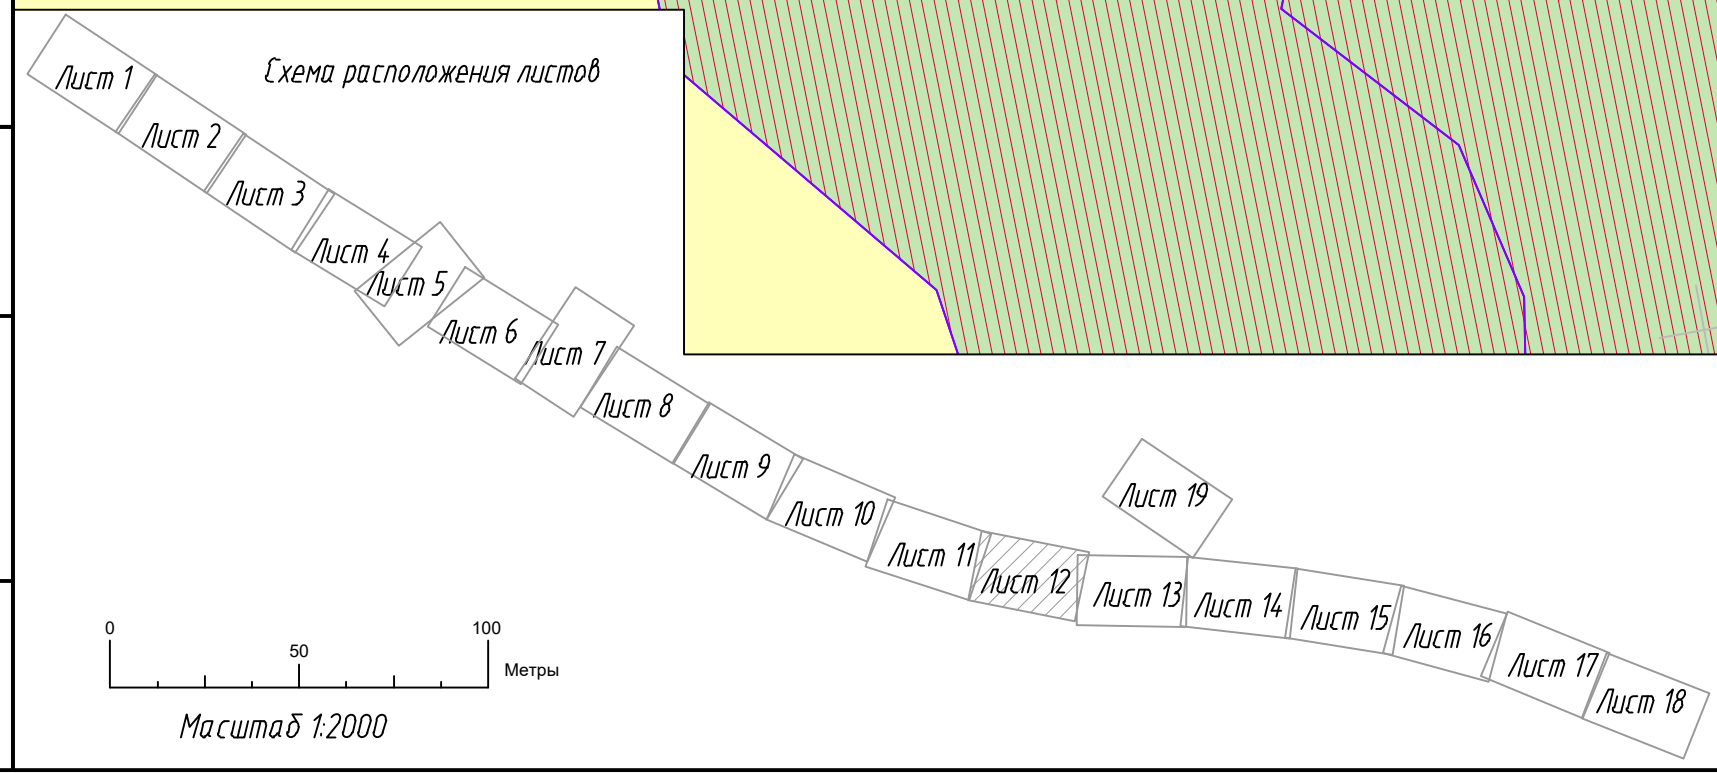 Схема расположения листов
Лист 1
Лист 2
Лист 3
Лист 4
Лист 5
Лист 6
Лист 7
Лист 8
Лист 9
Лист 10
Лист 11
Лист 12
Лист 13
Лист 14
Лист 15
Лист 16
Лист 17
Лист 18
Лист 19
0 50 100 Метры
Масштаб 1:2000